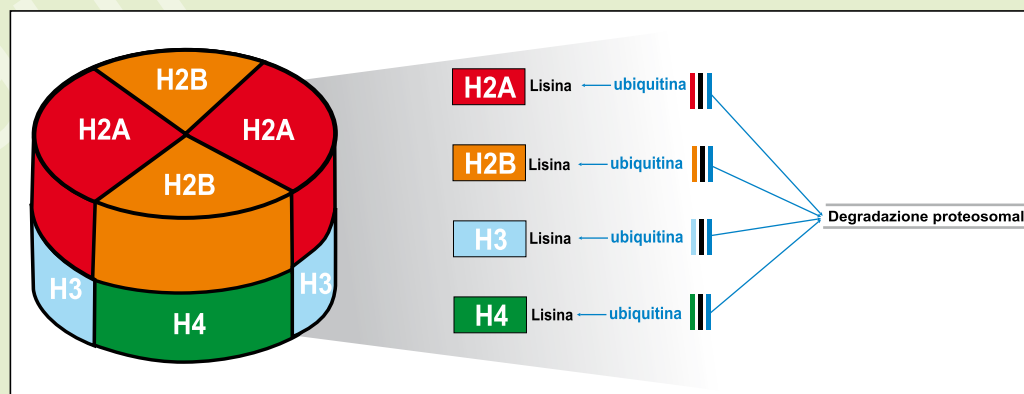 H2B
H2A H2A
H2B
H3 H3
H4
H2A Lisina ubiquitina
H2B Lisina ubiquitina
H3 Lisina ubiquitina
H4 Lisina ubiquitina
Degradazione proteosomal